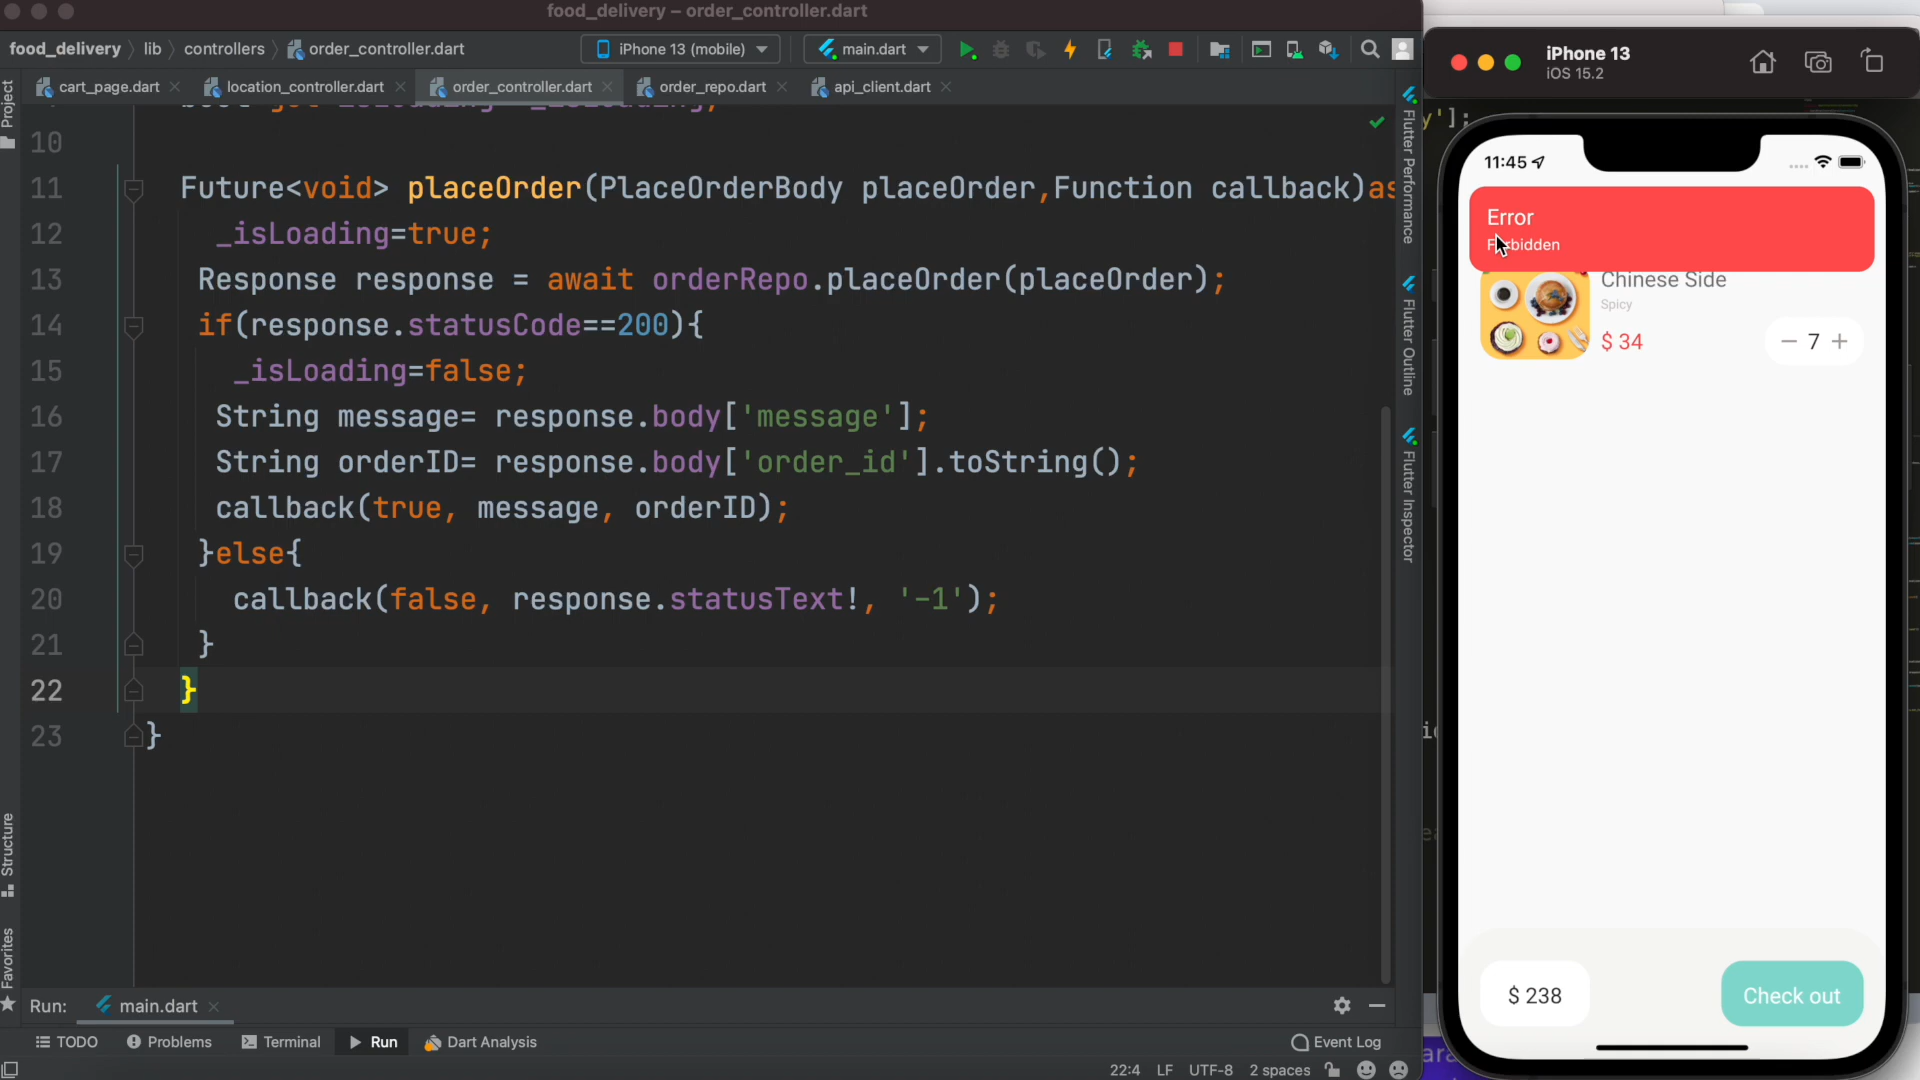 food_delivery – order_controller.dart
food_delivery lib controllers order_controller.dart iPhone 13 (mobile) main.dart
cart_page.dart location_controller.dart order_controller.dart order_repo.dart api_client.dart
Project
10
11 Future<void> placeOrder(PlaceOrderBody placeOrder,Function callback)as
12 _isLoading=true;
13 Response response = await orderRepo.placeOrder(placeOrder);
14 if(response.statusCode==200){
15 _isLoading=false;
16 String message= response.body['message'];
17 String orderID= response.body['order_id'].toString();
18 callback(true, message, orderID);
19 }else{
20 callback(false, response.statusText!, '-1');
21 }
22 }
23 }
Structure
Favorites
Flutter Performance
Flutter Outline
Flutter Inspector
Run: main.dart
TODO Problems Terminal Run Dart Analysis Event Log
22:4 LF UTF-8 2 spaces
iPhone 13
iOS 15.2
y'];
11:45
Error
Forbidden
Chinese Side
Spicy
$ 34
7
$ 238
Check out